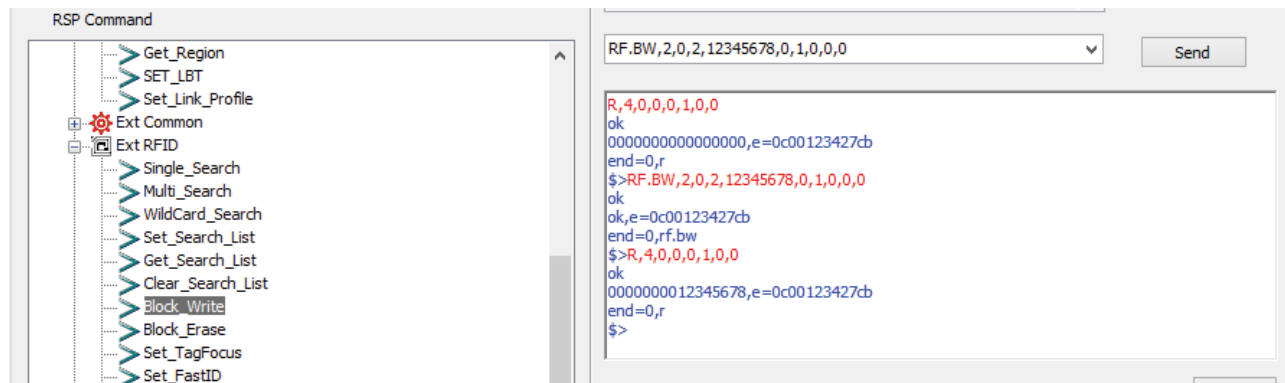 RSP Command
Get_Region
SET_LBT
Set_Link_Profile
Ext Common
Ext RFID
Single_Search
Multi_Search
WildCard_Search
Set_Search_List
Get_Search_List
Clear_Search_List
Block_Write
Block_Erase
Set_TagFocus
Set_FastID
RF.BW,2,0,2,12345678,0,1,0,0,0
Send
R,4,0,0,0,1,0,0
ok
0000000000000000,e=0c00123427cb
end=0,r
$>RF.BW,2,0,2,12345678,0,1,0,0,0
ok
ok,e=0c00123427cb
end=0,rf.bw
$>R,4,0,0,0,1,0,0
ok
0000000012345678,e=0c00123427cb
end=0,r
$>